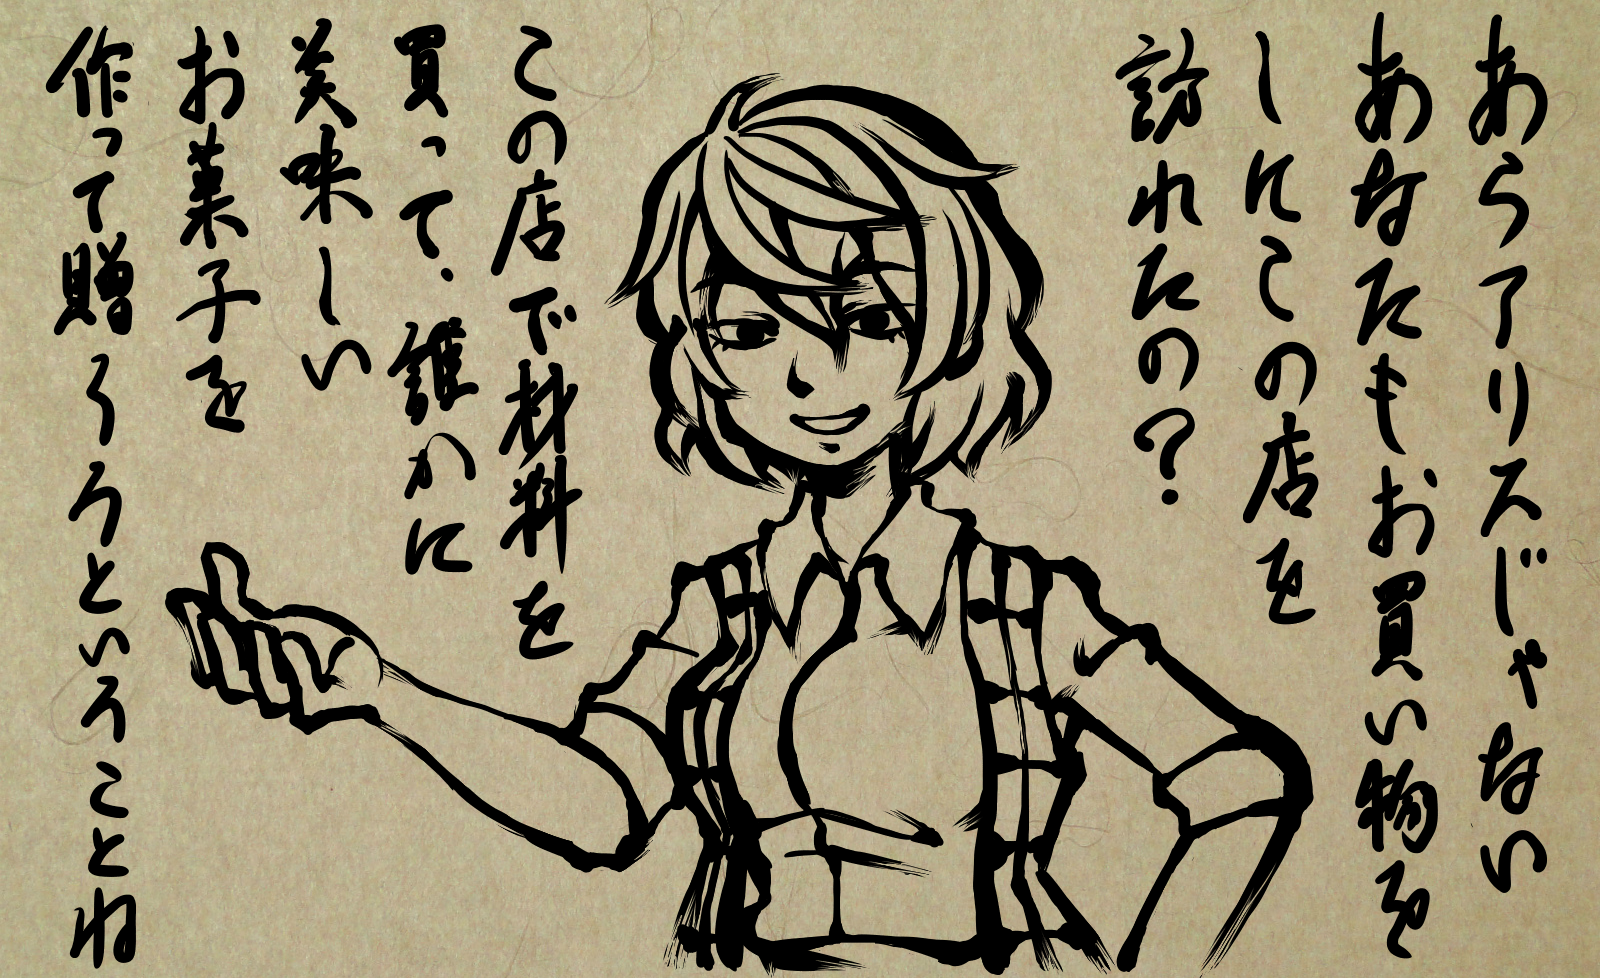 あらアリスじゃない
あなたもお買い物を
しにこの店を
訪れたの？
この店で材料を
買って、誰かに
美味しい
お菓子を
作って贈ろうということね